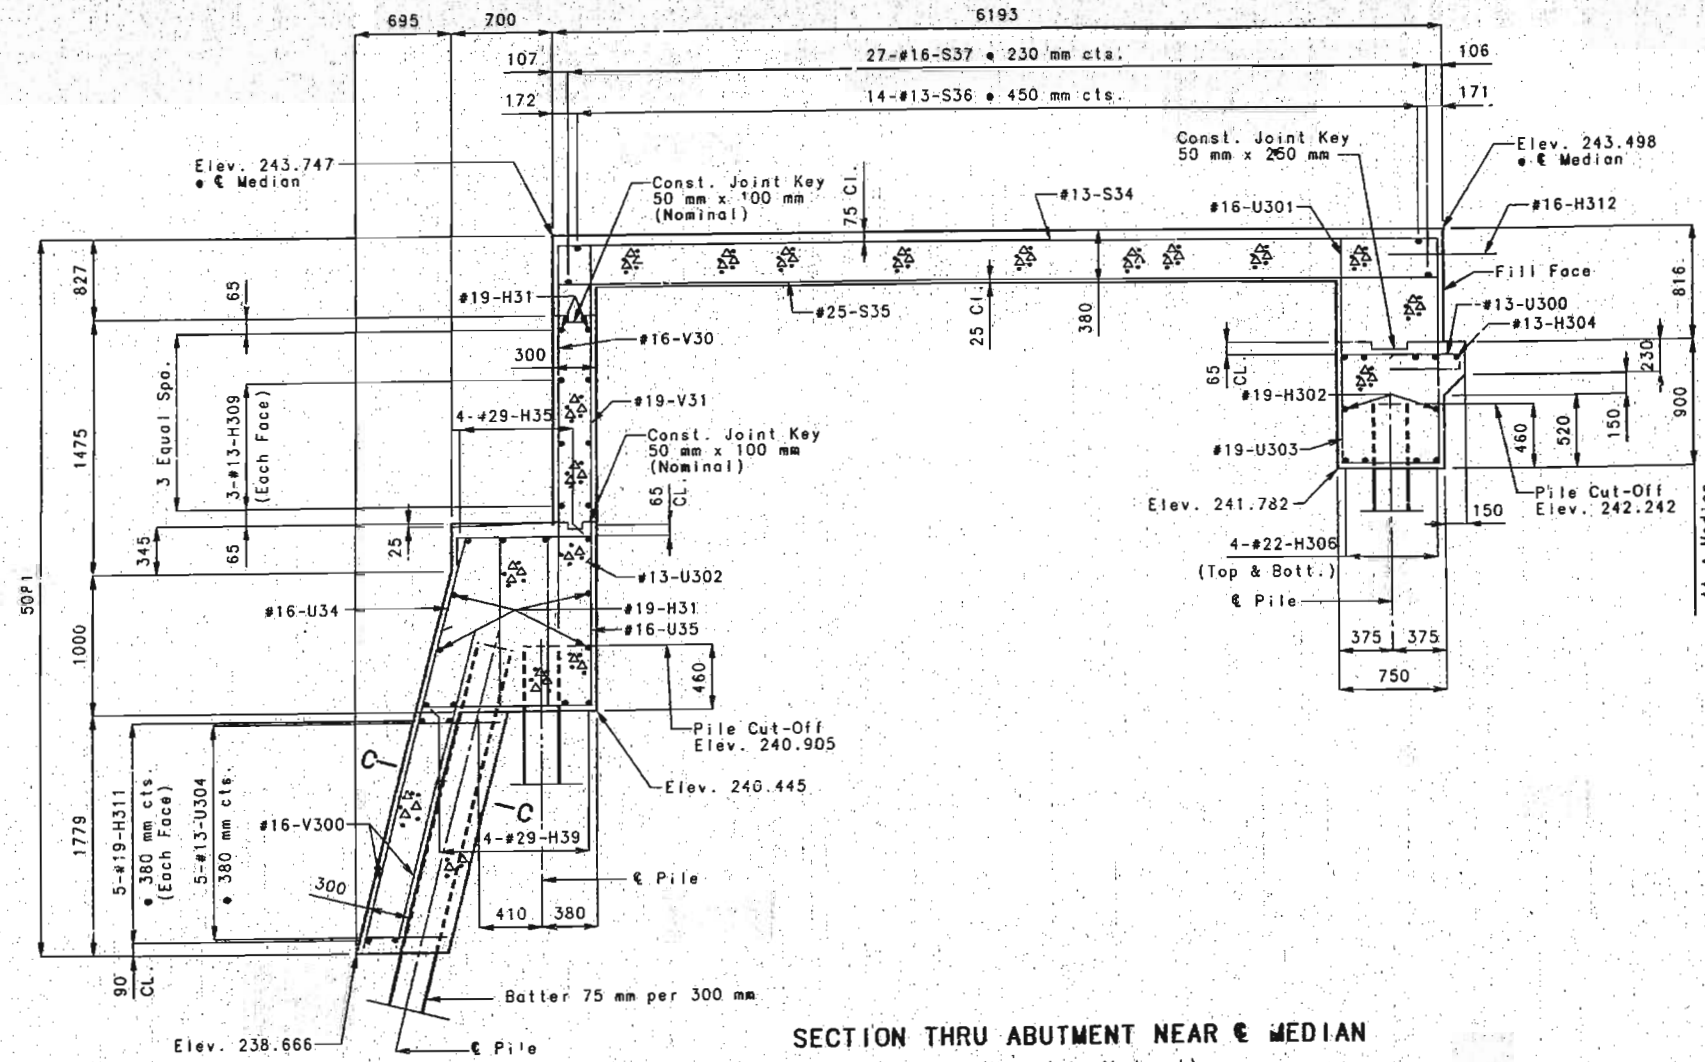 695
700
6193
107
27-#16-S37 • 230 mm cts.
106
172
14-#13-S36 • 450 mm cts.
171
Elev. 243.747
• ℄ Median
Const. Joint Key
50 mm x 100 mm
(Nominal)
75 Cl.
#13-S34
Const. Joint Key
50 mm x 250 mm
#16-U301
Elev. 243.498
• ℄ Median
#16-H312
Fill Face
#13-U300
#13-H304
816
827
65
#19-H31
#16-V30
300
#25-S35
25 Cl.
380
65
CL.
230
900
150
520
460
#19-H302
#19-U303
3 Equal Spa.
3-#13-H309
(Each Face)
1475
4-#29-H35
#19-V31
Const. Joint Key
50 mm x 100 mm
(Nominal)
65
CL.
Elev. 241.782
Pile Cut-Off
Elev. 242.242
150
4-#22-H306
(Top & Bott.)
℄ Pile
375
375
750
345
65
25
#13-U302
#16-U34
#19-H31
#16-U35
1000
460
Pile Cut-Off
Elev. 240.905
Elev. 240.445
C
C
1779
5-#19-H311
• 380 mm cts.
(Each Face)
5-#13-U304
• 380 mm cts.
#16-V300
4-#29-H39
300
℄ Pile
410
380
90
CL.
Batter 75 mm per 300 mm
Elev. 238.666
℄ Pile
SECTION THRU ABUTMENT NEAR ℄ MEDIAN